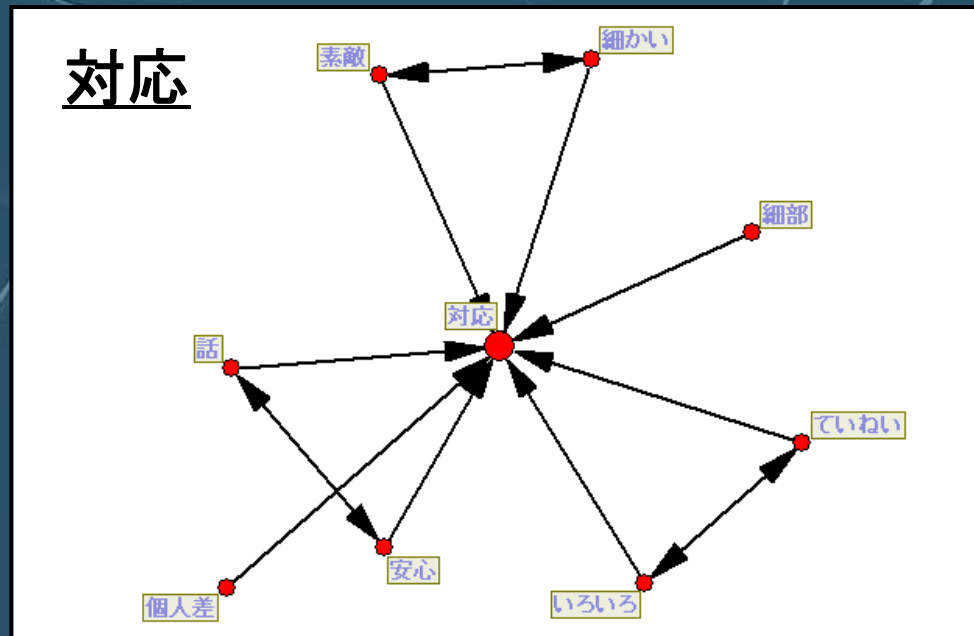 対応
素敵
細かい
細部
対応
話
ていねい
安心
個人差
いろいろ